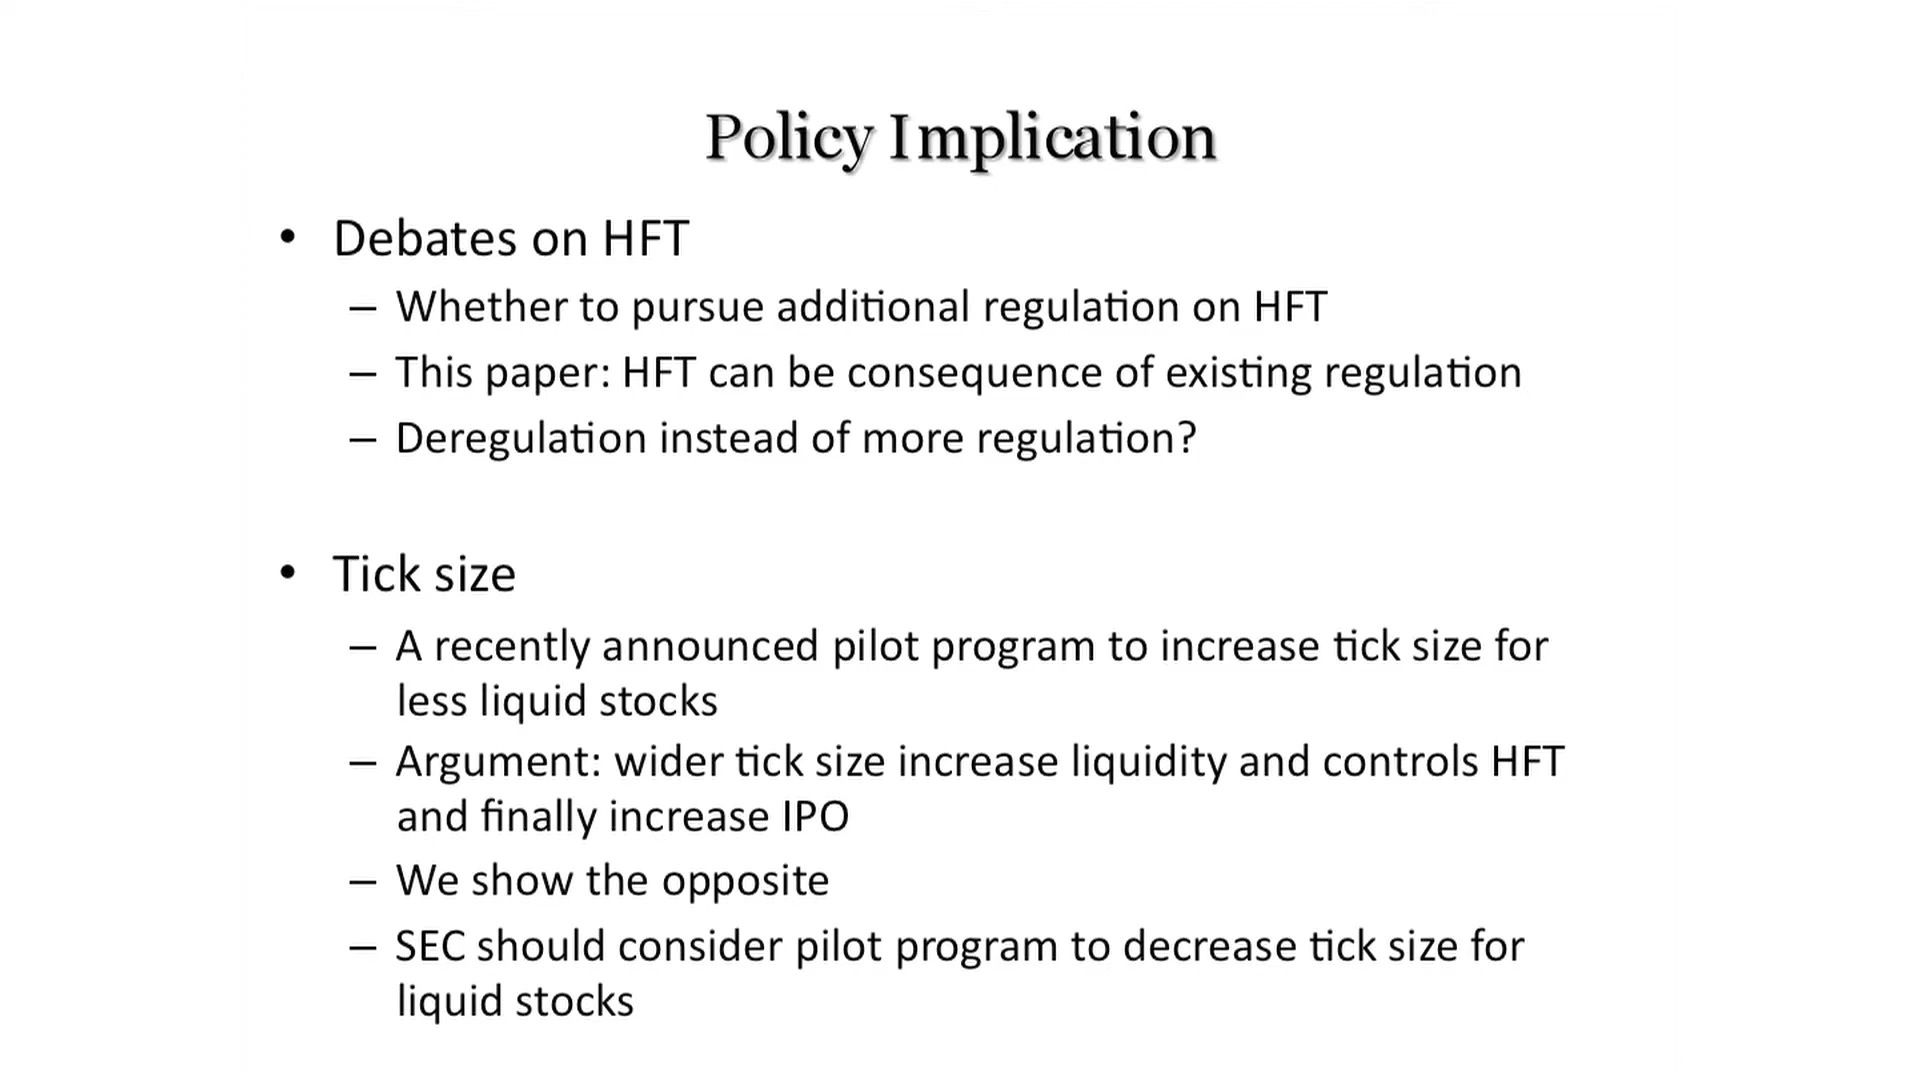 Policy Implication
• Debates on HFT
– Whether to pursue additional regulation on HFT
– This paper: HFT can be consequence of existing regulation
– Deregulation instead of more regulation?
• Tick size
– A recently announced pilot program to increase tick size for
less liquid stocks
– Argument: wider tick size increase liquidity and controls HFT
and finally increase IPO
– We show the opposite
– SEC should consider pilot program to decrease tick size for
liquid stocks